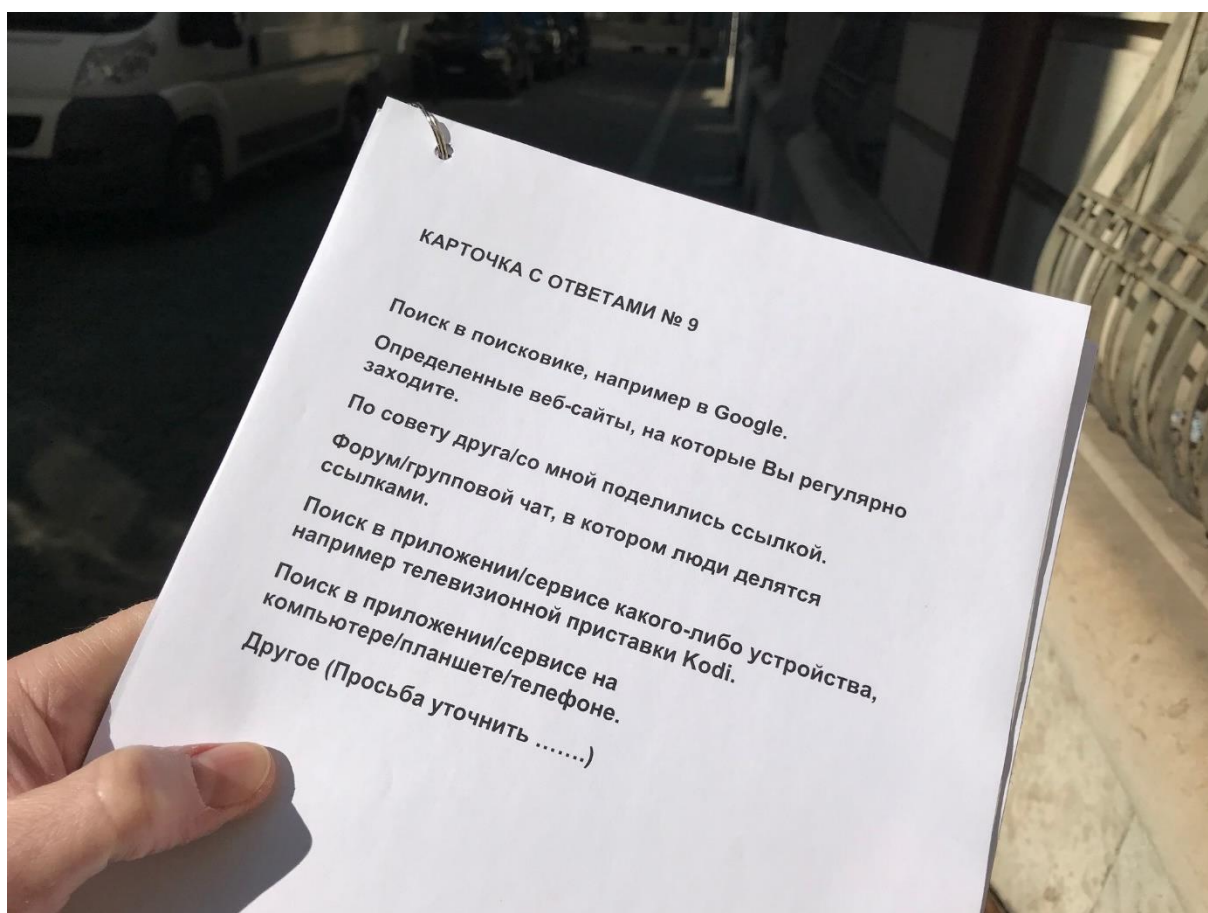 КАРТОЧКА С ОТВЕТАМИ № 9
Поиск в поисковике, например в Google.
Определенные веб-сайты, на которые Вы регулярно
заходите.
По совету друга/со мной поделились ссылкой.
Форум/групповой чат, в котором люди делятся
ссылками.
Поиск в приложении/сервисе какого-либо устройства,
например телевизионной приставки Kodi.
Поиск в приложении/сервисе на
компьютере/планшете/телефоне.
Другое (Просьба уточнить …….)